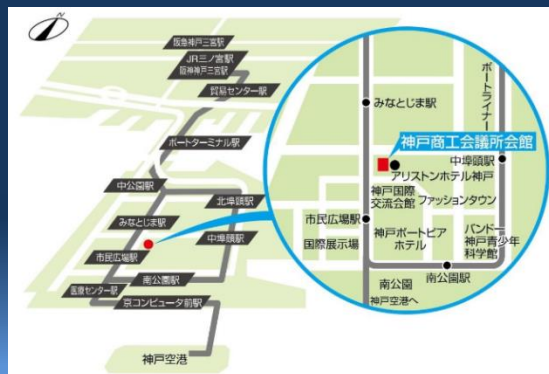 N
阪急神戸三宮駅
JR三ノ宮駅
阪神神戸三宮駅
貿易センター駅
ポートターミナル駅
中公園駅
北埠頭駅
みなとじま駅
中埠頭駅
市民広場駅
南公園駅
医療センター駅
京コンピュータ前駅
神戸空港
ポートライナー
みなとじま駅
神戸商工会議所会館
中埠頭駅
アリストンホテル神戸
神戸国際
交流会館
ファッションタウン
市民広場駅
国際展示場
神戸ポートピア
ホテル
バンドー
神戸青少年
科学館
南公園
南公園駅
神戸空港へ